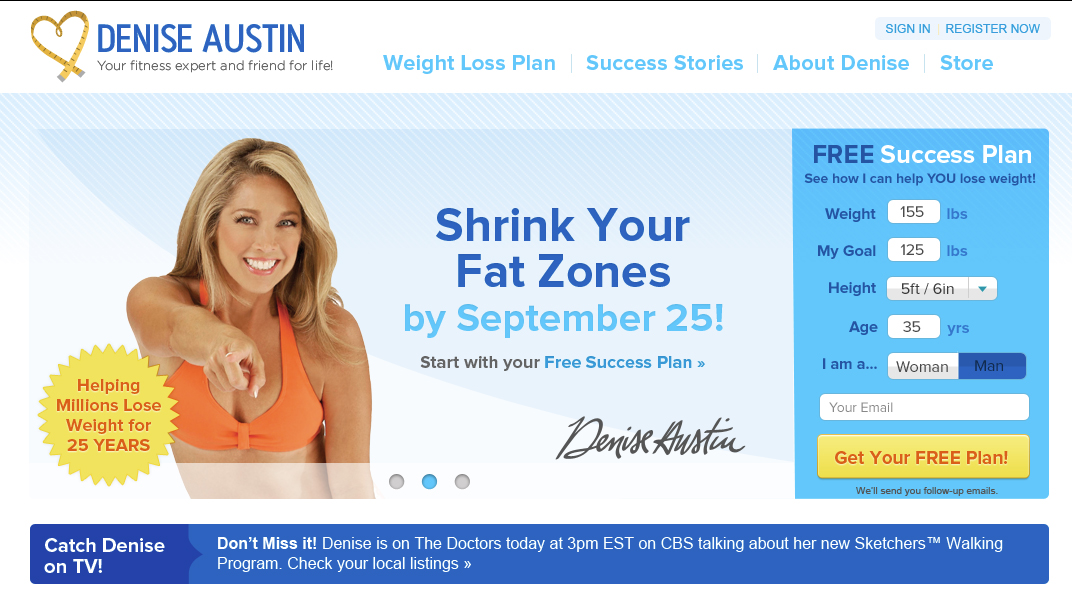 DENISE AUSTIN
Your fitness expert and friend for life!
SIGN IN | REGISTER NOW
Weight Loss Plan | Success Stories | About Denise | Store
Shrink Your
Fat Zones
by September 25!
Start with your Free Success Plan »
Denise Austin
Helping
Millions Lose
Weight for
25 YEARS
FREE Success Plan
See how I can help YOU lose weight!
Weight 155 lbs
My Goal 125 lbs
Height 5ft / 6in
Age 35 yrs
I am a... Woman Man
Your Email
Get Your FREE Plan!
We'll send you follow-up emails.
Catch Denise
on TV!
Don't Miss it! Denise is on The Doctors today at 3pm EST on CBS talking about her new Sketchers™ Walking
Program. Check your local listings »